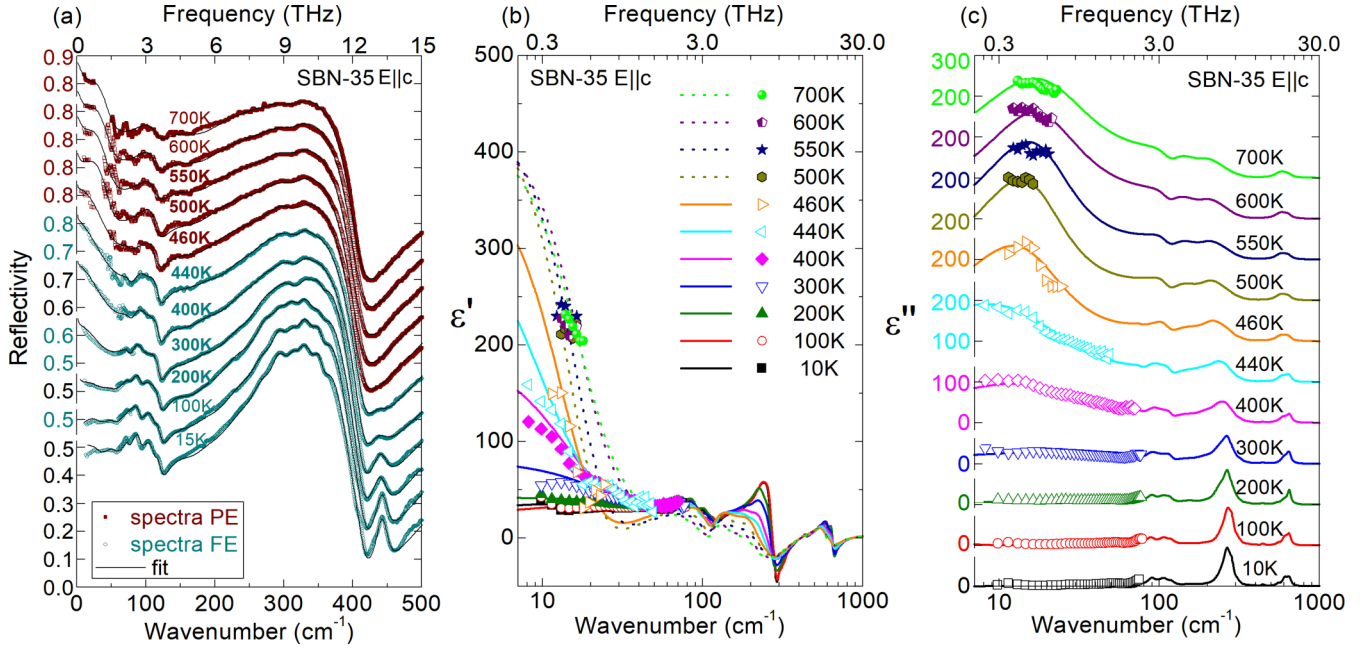 (a)
Frequency (THz)
0 3 6 9 12 15
SBN-35 E||c
0.9
0.8
0.8
0.8
0.8
0.8
0.8
0.7
0.7
0.6
0.6
0.5
0.5
0.5
0.5
0.4
0.3
0.2
0.1
0.0
Reflectivity
700K
600K
550K
500K
460K
440K
400K
300K
200K
100K
15K
spectra PE
spectra FE
fit
0 100 200 300 400 500
Wavenumber (cm-1)
(b)
Frequency (THz)
0.3 3.0 30.0
SBN-35 E||c
500
400
300
200
100
0
ε'
700K
600K
550K
500K
460K
440K
400K
300K
200K
100K
10K
10 100 1000
Wavenumber (cm-1)
(c)
Frequency (THz)
0.3 3.0 30.0
SBN-35 E||c
300
200
200
200
200
200
200
100
100
0
0
0
0
0
ε''
700K
600K
550K
500K
460K
440K
400K
300K
200K
100K
10K
10 100 1000
Wavenumber (cm-1)